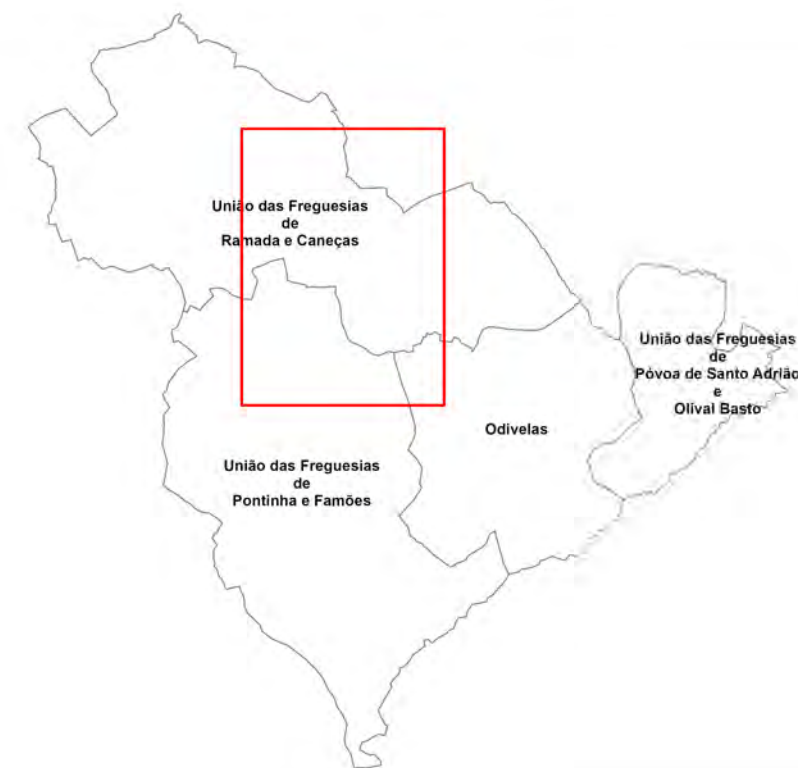 União das Freguesias
de
Ramada e Caneças
União das Freguesias
de
Póvoa de Santo Adrião
e
Olival Basto
Odivelas
União das Freguesias
de
Pontinha e Famões